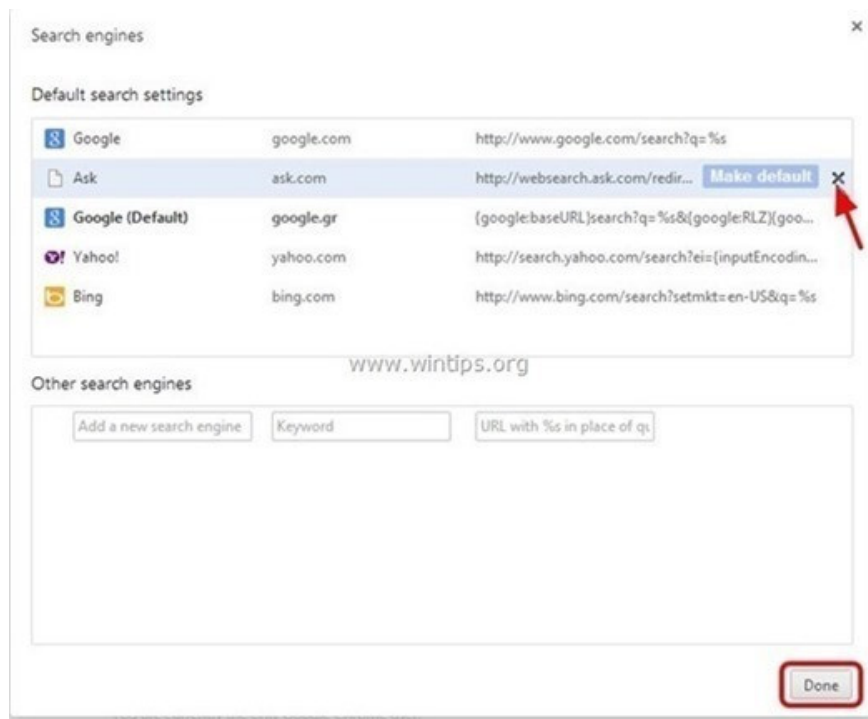 Search engines
Default search settings
Google google.com http://www.google.com/search?q=%s
Ask ask.com http://websearch.ask.com/redir... Make default
Google (Default) google.gr {google:baseURL}search?q=%s&{google:RLZ}{goo...
Yahoo! yahoo.com http://search.yahoo.com/search?ei={inputEncodin...
Bing bing.com http://www.bing.com/search?setmkt=en-US&q=%s
www.wintips.org
Other search engines
Add a new search engine Keyword URL with %s in place of qu
Done